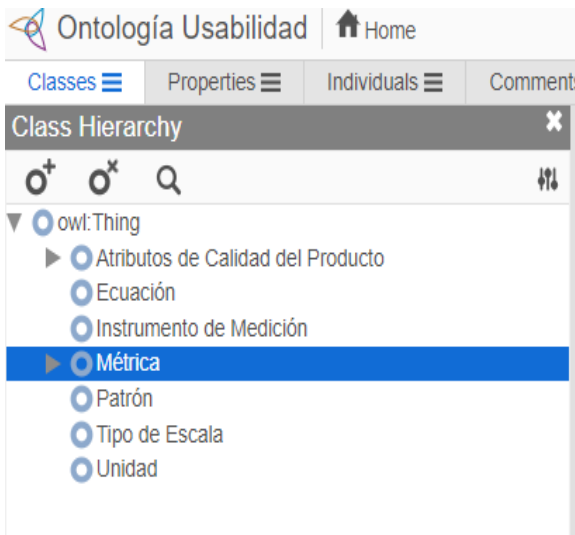 Ontología Usabilidad Home
Classes Properties Individuals Comments
Class Hierarchy
owl:Thing
Atributos de Calidad del Producto
Ecuación
Instrumento de Medición
Métrica
Patrón
Tipo de Escala
Unidad